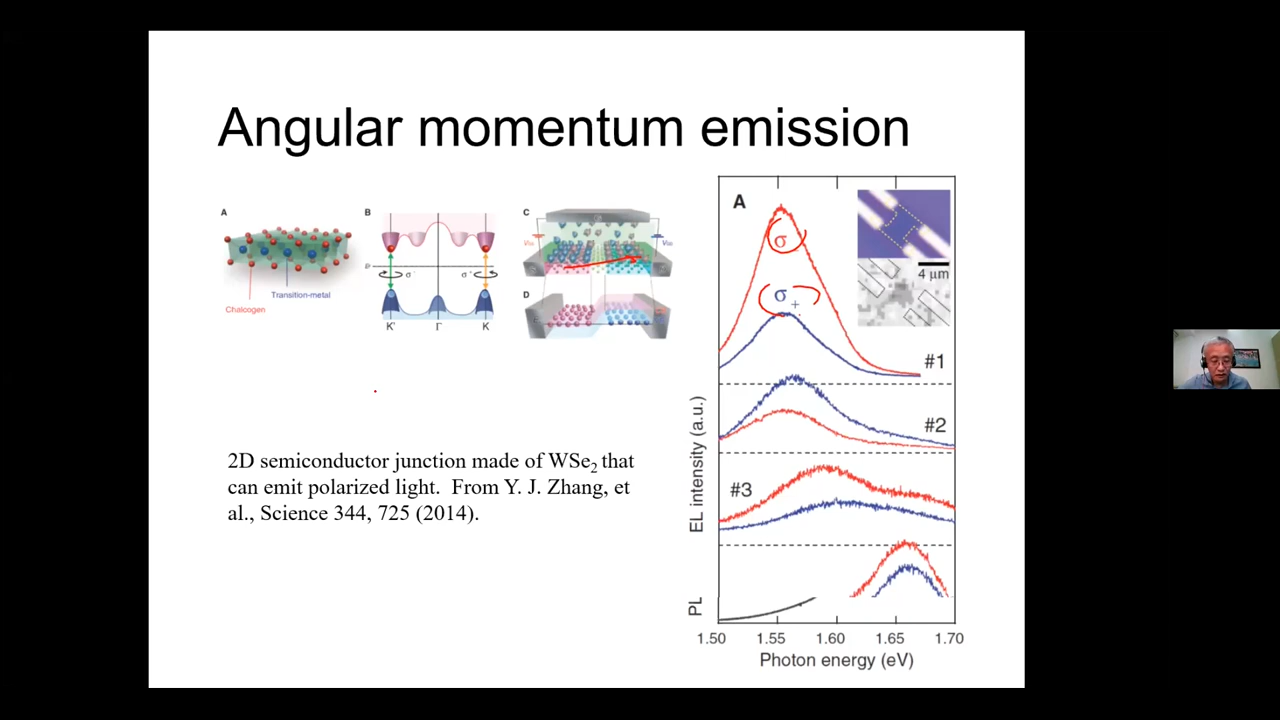 Angular momentum emission
A
B
C
D
Chalcogen
Transition-metal
σ
σ+
K'
Γ
K
2D semiconductor junction made of WSe2 that
can emit polarized light. From Y. J. Zhang, et
al., Science 344, 725 (2014).
A
σ
σ+
4 μm
#1
#2
#3
EL intensity (a.u.)
PL
1.50 1.55 1.60 1.65 1.70
Photon energy (eV)